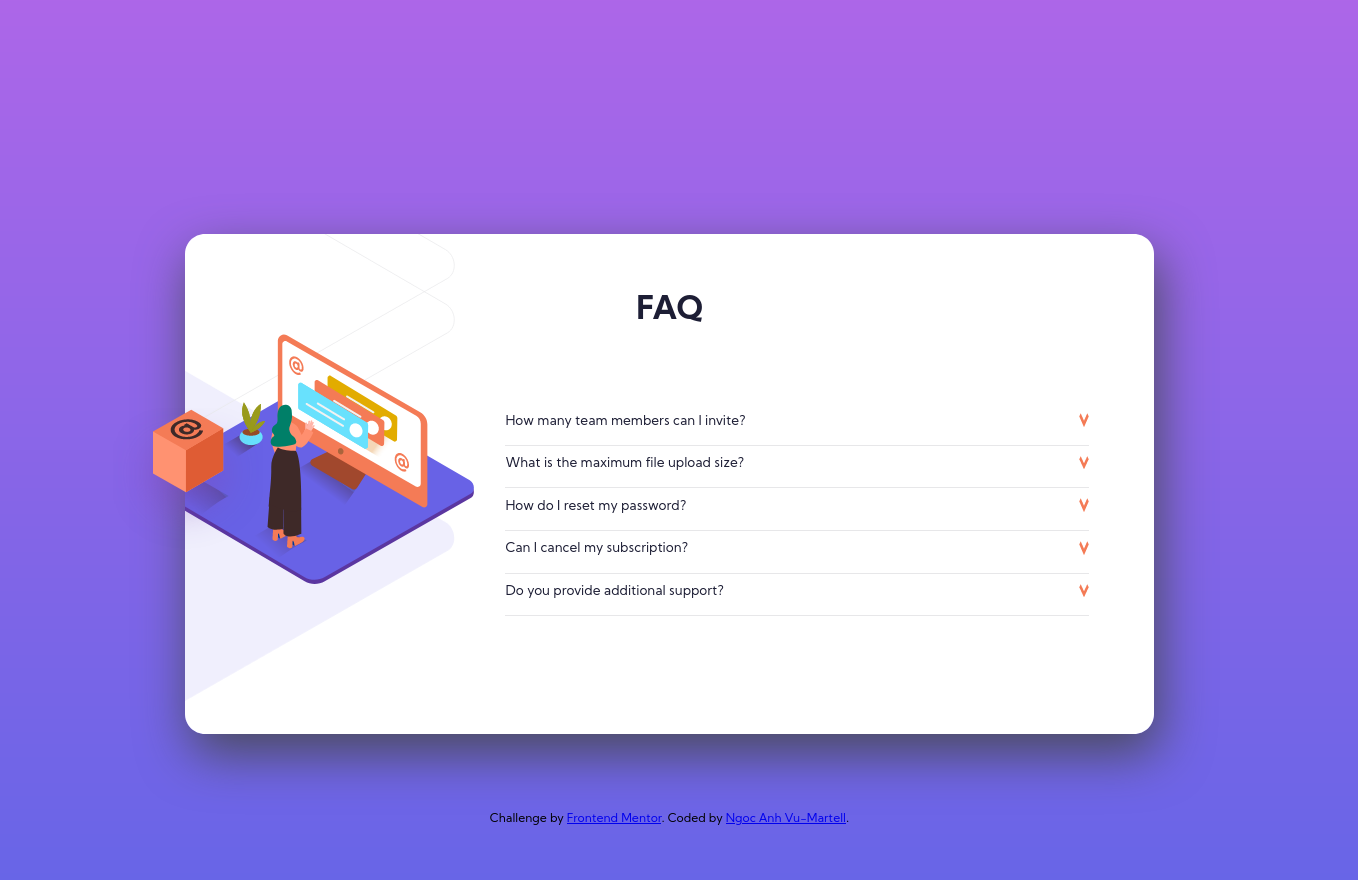 FAQ
@
@
@
How many team members can I invite?
What is the maximum file upload size?
How do I reset my password?
Can I cancel my subscription?
Do you provide additional support?
Challenge by Frontend Mentor. Coded by Ngoc Anh Vu-Martell.